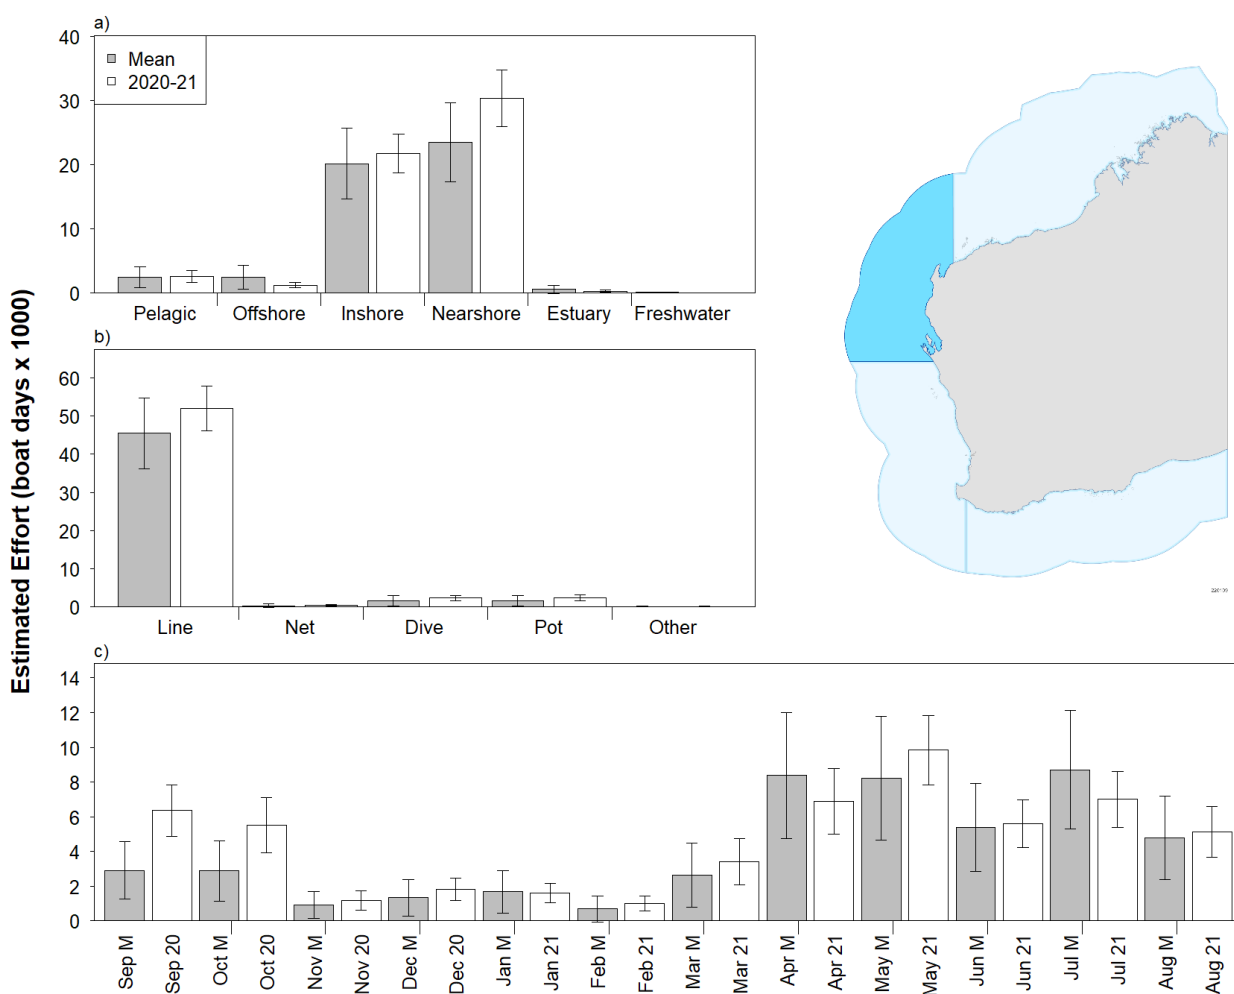 a)
40
30
20
10
0
Mean
2020-21
Pelagic Offshore Inshore Nearshore Estuary Freshwater
b)
60
50
40
30
20
10
0
Line Net Dive Pot Other
c)
14
12
10
8
6
4
2
0
Sep M
Sep 20
Oct M
Oct 20
Nov M
Nov 20
Dec M
Dec 20
Jan M
Jan 21
Feb M
Feb 21
Mar M
Mar 21
Apr M
Apr 21
May M
May 21
Jun M
Jun 21
Jul M
Jul 21
Aug M
Aug 21
Estimated Effort (boat days x 1000)